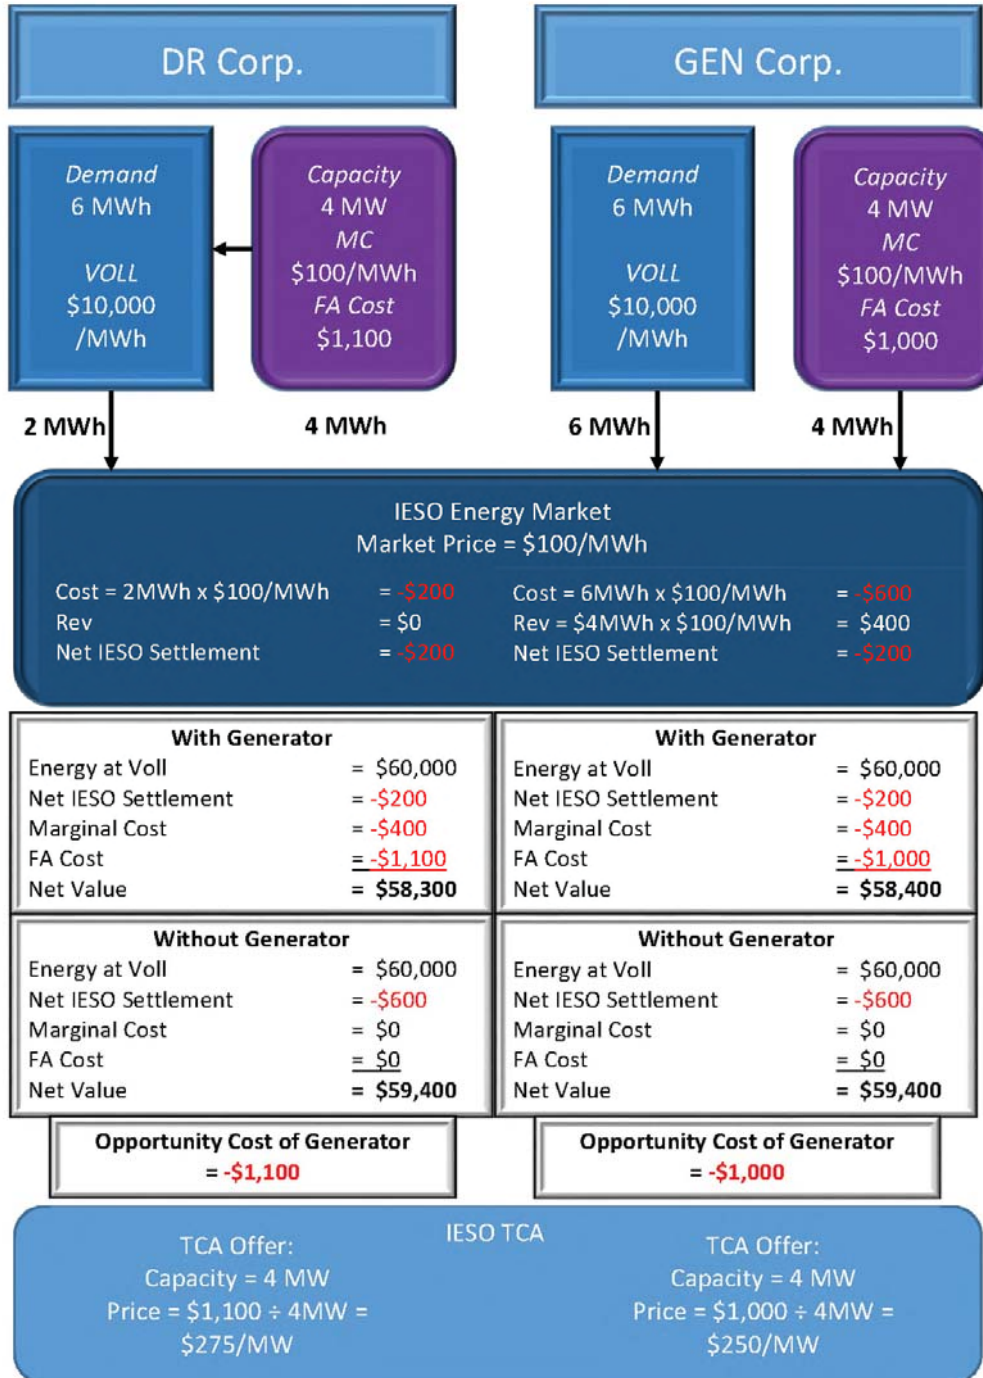 DR Corp.
GEN Corp.
Demand
6 MWh
VOLL
$10,000
/MWh
Capacity
4 MW
MC
$100/MWh
FA Cost
$1,100
Demand
6 MWh
VOLL
$10,000
/MWh
Capacity
4 MW
MC
$100/MWh
FA Cost
$1,000
2 MWh
4 MWh
6 MWh
4 MWh
IESO Energy Market
Market Price = $100/MWh
Cost = 2MWh x $100/MWh = -$200
Rev = $0
Net IESO Settlement = -$200
Cost = 6MWh x $100/MWh = -$600
Rev = $4MWh x $100/MWh = $400
Net IESO Settlement = -$200
With Generator
Energy at Voll = $60,000
Net IESO Settlement = -$200
Marginal Cost = -$400
FA Cost = -$1,100
Net Value = $58,300
With Generator
Energy at Voll = $60,000
Net IESO Settlement = -$200
Marginal Cost = -$400
FA Cost = -$1,000
Net Value = $58,400
Without Generator
Energy at Voll = $60,000
Net IESO Settlement = -$600
Marginal Cost = $0
FA Cost = $0
Net Value = $59,400
Without Generator
Energy at Voll = $60,000
Net IESO Settlement = -$600
Marginal Cost = $0
FA Cost = $0
Net Value = $59,400
Opportunity Cost of Generator
= -$1,100
Opportunity Cost of Generator
= -$1,000
IESO TCA
TCA Offer:
Capacity = 4 MW
Price = $1,100 ÷ 4MW =
$275/MW
TCA Offer:
Capacity = 4 MW
Price = $1,000 ÷ 4MW =
$250/MW